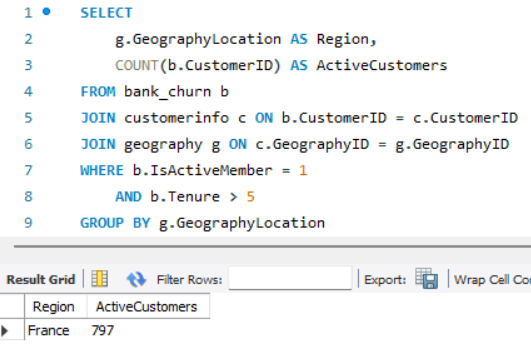 1 SELECT
2 g.GeographyLocation AS Region,
3 COUNT(b.CustomerID) AS ActiveCustomers
4 FROM bank_churn b
5 JOIN customerinfo c ON b.CustomerID = c.CustomerID
6 JOIN geography g ON c.GeographyID = g.GeographyID
7 WHERE b.IsActiveMember = 1
8 AND b.Tenure > 5
9 GROUP BY g.GeographyLocation
Result Grid Filter Rows: Export: Wrap Cell Co
Region ActiveCustomers
France 797